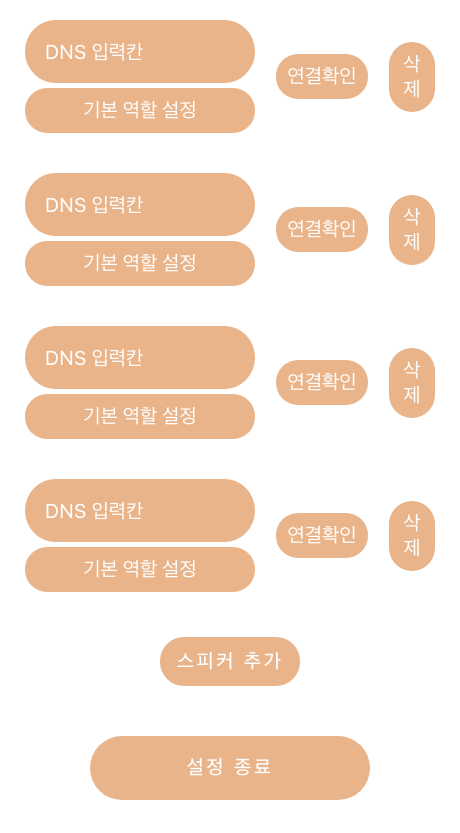 DNS 입력칸
기본 역할 설정
연결확인
삭
제
DNS 입력칸
기본 역할 설정
연결확인
삭
제
DNS 입력칸
기본 역할 설정
연결확인
삭
제
DNS 입력칸
기본 역할 설정
연결확인
삭
제
스피커 추가
설정 종료